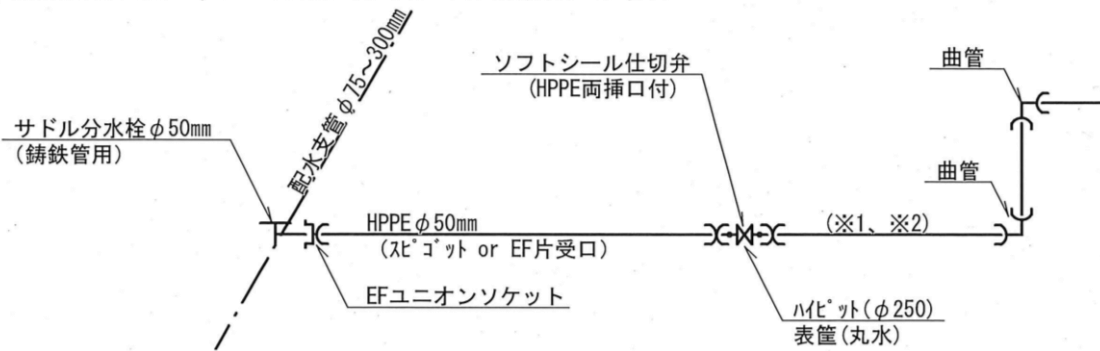 配水支管φ75~300mm
サドル分水栓φ50mm
(鋳鉄管用)
ソフトシール仕切弁
(HPPE両挿口付)
曲管
曲管
HPPEφ50mm
(スピゴット or EF片受口)
(※1、※2)
EFユニオンソケット
ハイピット(φ250)
表筐(丸水)